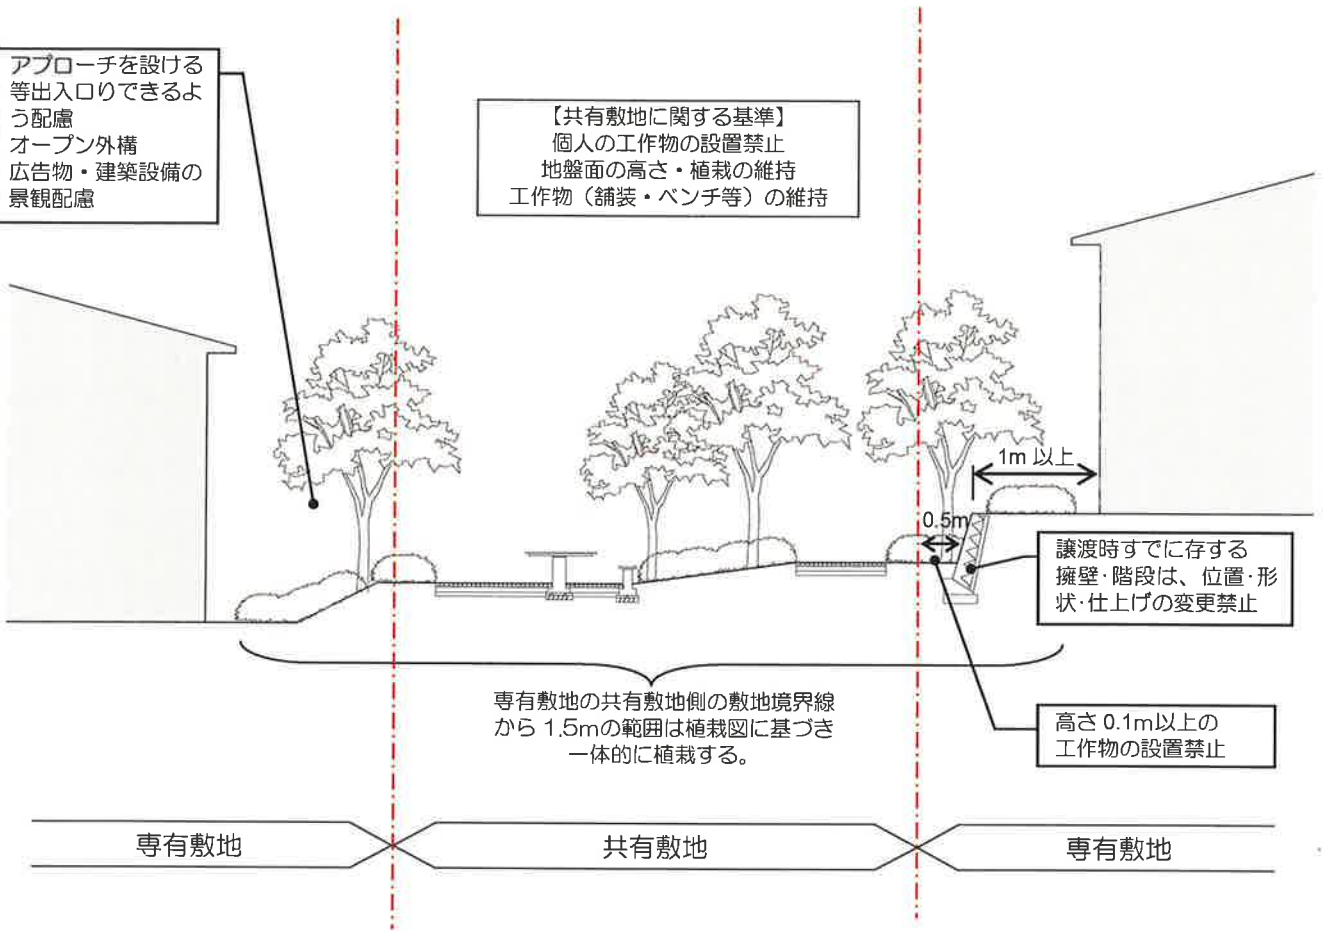 アプローチを設ける
等出入口りできるよ
う配慮
オープン外構
広告物・建築設備の
景観配慮
【共有敷地に関する基準】
個人の工作物の設置禁止
地盤面の高さ・植栽の維持
工作物（舗装・ベンチ等）の維持
1m 以上
0.5m
譲渡時すでに存する
擁壁・階段は、位置・形
状・仕上げの変更禁止
専有敷地の共有敷地側の敷地境界線
から 1.5mの範囲は植栽図に基づき
一体的に植栽する。
高さ 0.1m以上の
工作物の設置禁止
専有敷地
共有敷地
専有敷地